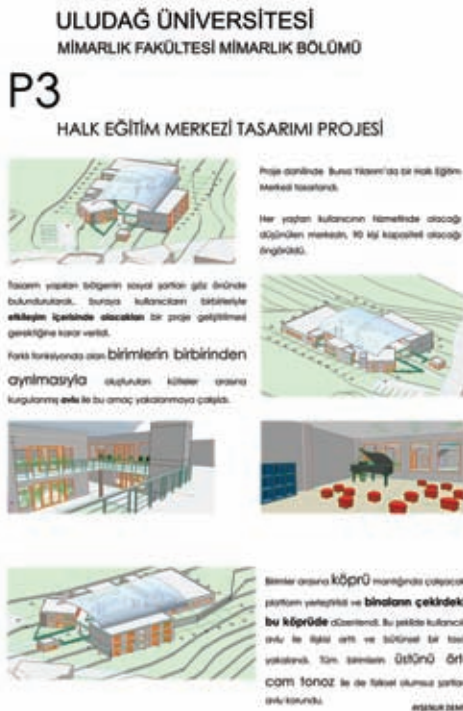 ULUDAĞ ÜNİVERSİTESİ
MİMARLIK FAKÜLTESİ MİMARLIK BÖLÜMÜ
P3
HALK EĞİTİM MERKEZİ TASARIMI PROJESİ
Proje dahilinde Bursa Yıldırım'da bir Halk Eğitim
Merkezi tasarlandı.
Her yaştan kullanıcının hizmetinde olacağı
düşünülen merkezin, 90 kişi kapasiteli olacağı
öngörüldü.
Tasarım yapılan bölgenin sosyal şartları göz önünde
bulundurularak, buraya kullanıcıların birbirleriyle
etkileşim içerisinde olacakları bir proje geliştirilmesi
gerektiğine karar verildi.
Farklı fonksiyonda olan birimlerin birbirinden
ayrılmasıyla oluşturulan kütleler arasına
kurgulanmış avlu ile bu amaç yakalanmaya çalışıldı.
Birimler arasına köprü mantığında çalışacak
platform yerleştirildi ve binaların çekirdekl
bu köprüde düzenlendi. Bu şekilde kullanıcıl
avlu ile ilişki arttı ve bütünsel bir tasa
yakalandı. Tüm birimlerin üstünü ört
cam tonoz ile de fiziksel olumsuz şartlar
avlu korundu.
AYŞENUR DEMİ